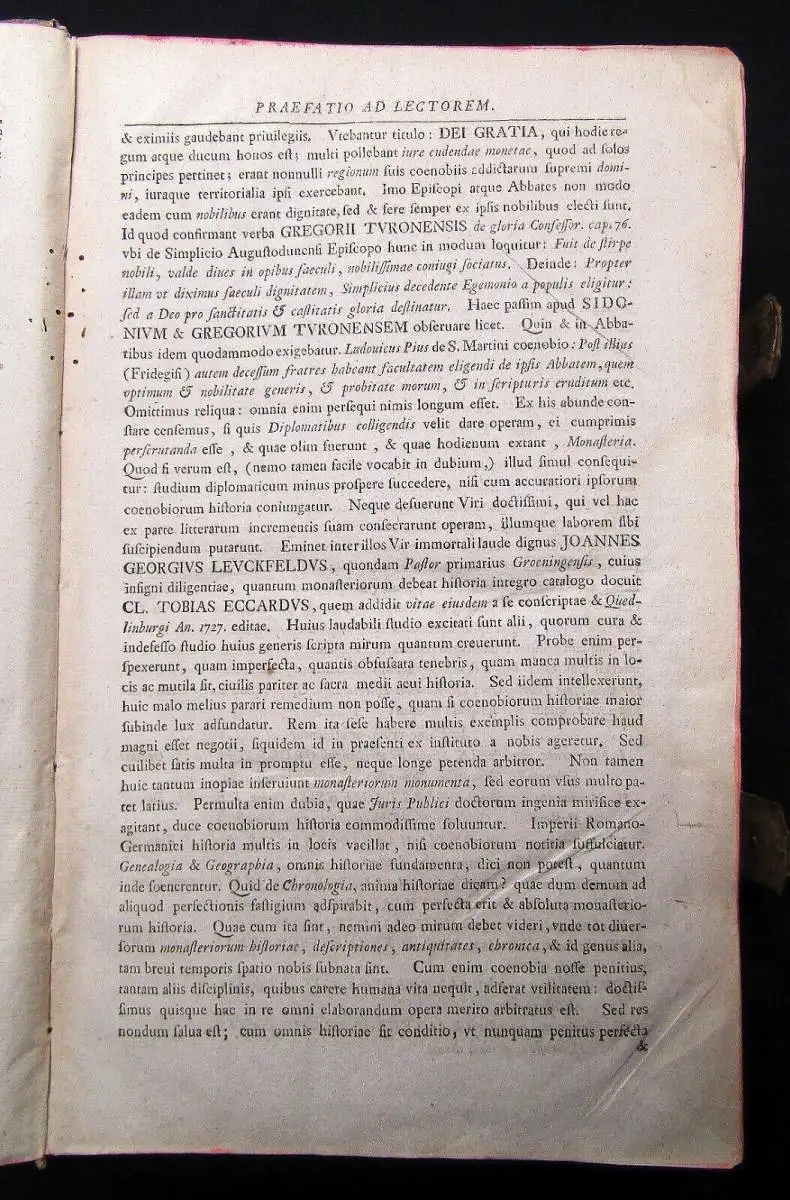 PRAEFATIO AD LECTOREM.
& eximiis gaudebant priuilegiis. Vtebantur titulo: DEI GRATIA, qui hodie re-
gum atque ducum honos eſt; multi pollebant iure cudendae monetae, quod ad ſolos
principes pertinet; erant nonnulli regionum ſuis coenobiis addictarum ſupremi domi-
ni, iuraque territorialia ipſi exercebant. Imo Epiſcopi atque Abbates non modo
eadem cum nobilibus erant dignitate, ſed & fere ſemper ex ipſis nobilibus electi ſunt.
Id quod confirmant verba GREGORII TVRONENSIS de gloria Confeſſor. cap. 76.
vbi de Simplicio Auguſtodunenſi Epiſcopo hunc in modum loquitur: Fuit de ſtirpe
nobili, valde diues in opibus ſaeculi, nobiliſſimae coniugi ſociatus. Deinde: Propter
illam vt diximus ſaeculi dignitatem, Simplicius decedente Egemonio a populis eligitur:
ſed a Deo pro ſanctitatis & caſtitatis gloria deſtinatur. Haec paſſim apud SIDO-
NIVM & GREGORIVM TVRONENSEM obſeruare licet. Quin & in Abba-
tibus idem quodammodo exigebatur. Ludouicus Pius de S. Martini coenobio: Poſt illius
(Fridegiſi) autem deceſſum fratres habeant facultatem eligendi de ipſis Abbatem, quem
optimum & nobilitate generis, & probitate morum, & in ſcripturis eruditum etc.
Omittimus reliqua: omnia enim perſequi nimis longum eſſet. Ex his abunde con-
ſtare cenſemus, ſi quis Diplomatibus colligendis velit dare operam, ei cumprimis
perſcrutanda eſſe, & quae olim fuerunt, & quae hodienum extant, Monaſteria.
Quod ſi verum eſt, (nemo tamen facile vocabit in dubium,) illud ſimul conſequi-
tur: ſtudium diplomaticum minus proſpere ſuccedere, niſi cum accuratiori ipſorum
coenobiorum hiſtoria coniungatur. Neque defuerunt Viri doctiſſimi, qui vel hac
ex parte litterarum incrementis ſuam conſecrarunt operam, illumque laborem ſibi
ſuſcipiendum putarunt. Eminet inter illos Vir immortali laude dignus JOANNES
GEORGIVS LEVCKFELDVS, quondam Paſtor primarius Groeningenſis, cuius
inſigni diligentiae, quantum monaſteriorum debeat hiſtoria integro catalogo docuit
CL. TOBIAS ECCARDVS, quem addidit vitae eiusdem a ſe conſcriptae & Qued-
linburgi An. 1727. editae. Huius laudabili ſtudio excitati ſunt alii, quorum cura &
indefeſſo ſtudio huius generis ſcripta mirum quantum creuerunt. Probe enim per-
ſpexerunt, quam imperfecta, quantis obfuſcata tenebris, quam manca multis in lo-
cis ac mutila ſit, ciuilis pariter ac ſacra medii aeui hiſtoria. Sed iidem intellexerunt,
huic malo melius parari remedium non poſſe, quam ſi coenobiorum hiſtoriae maior
ſubinde lux adfundatur. Rem ita ſeſe habere multis exemplis comprobare haud
magni eſſet negotii, ſiquidem id in praeſenti ex inſtituto a nobis ageretur. Sed
cuilibet ſatis multa in promptu eſſe, neque longe petenda arbitror. Non tamen
huic tantum inopiae inſeruiunt monaſteriorum monumenta, ſed eorum vſus multo pa-
tet latius. Permulta enim dubia, quae Juris Publici doctorum ingenia mirifice ex-
agitant, duce coenobiorum hiſtoria commodiſſime ſoluuntur. Imperii Romano-
Germanici hiſtoria multis in locis vacillat, niſi coenobiorum notitia ſuffulciatur.
Genealogia & Geographia, omnis hiſtoriae fundamenta, dici non poteſt, quantum
inde foenerentur. Quid de Chronologia, anima hiſtoriae dicam? quae dum demum ad
aliquod perfectionis faſtigium adſpirabit, cum perfecta erit & abſoluta monaſterio-
rum hiſtoria. Quae cum ita ſint, nemini adeo mirum debet videri, vnde tot diuer-
ſorum monaſteriorum hiſtoriae, deſcriptiones, antiquitates, chronica, & id genus alia,
tam breui temporis ſpatio nobis ſubnata ſint. Cum enim coenobia noſſe penitius,
tantam aliis diſciplinis, quibus carere humana vita nequit, adferat vtilitatem: doctiſ-
ſimus quisque hac in re omni elaborandum opera merito arbitratus eſt. Sed res
nondum ſalua eſt; cum omnis hiſtoriae ſit conditio, vt nunquam penitus perfecta
&